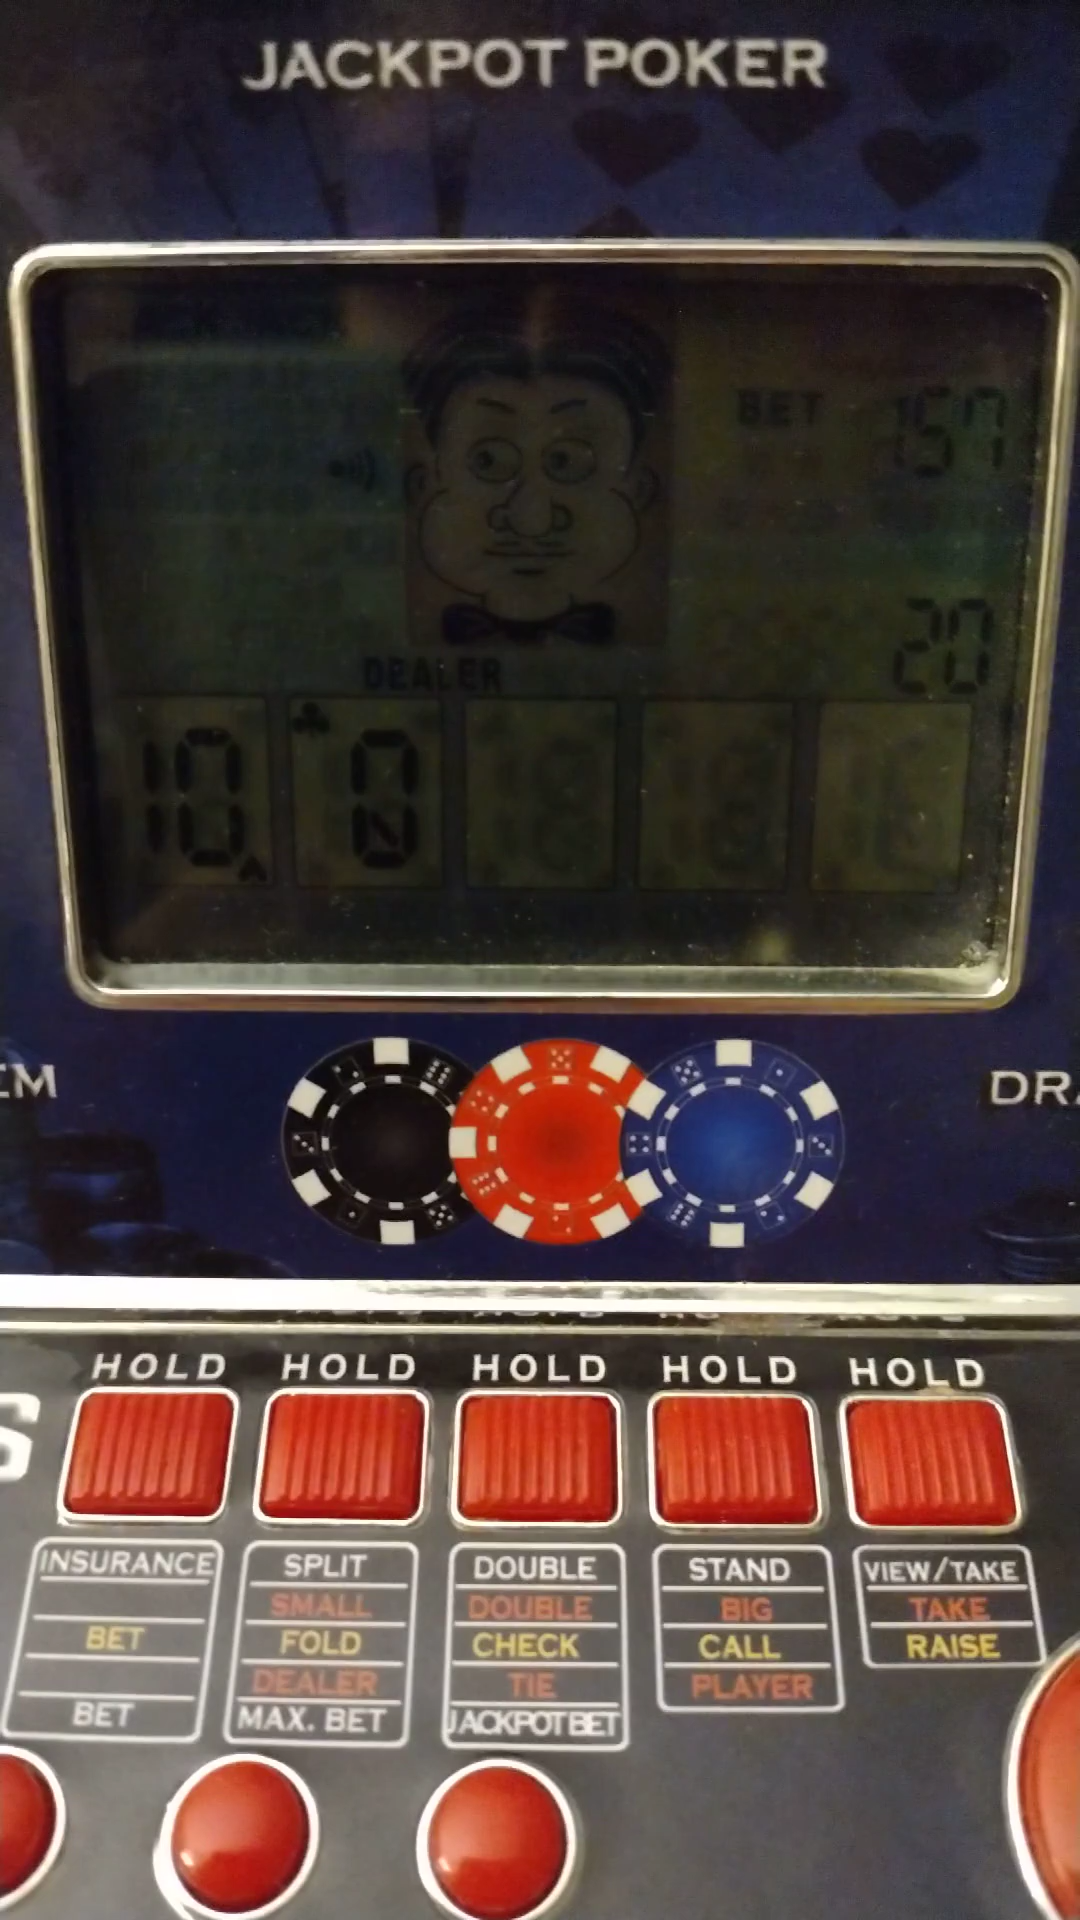 JACKPOT POKER
BET 157
20
DEALER
10 Q
EM
DRA
HOLD HOLD HOLD HOLD HOLD
S
INSURANCE SPLIT DOUBLE STAND VIEW/TAKE
SMALL DOUBLE BIG TAKE
BET FOLD CHECK CALL RAISE
DEALER TIE PLAYER
BET MAX. BET JACKPOT BET